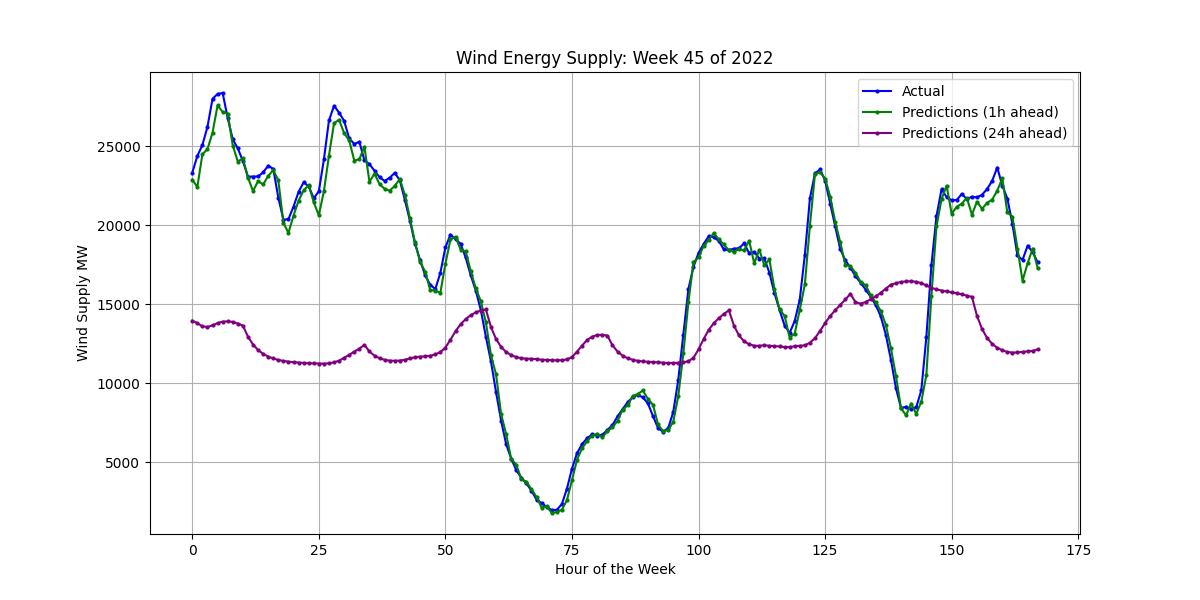 Wind Energy Supply: Week 45 of 2022
Actual
Predictions (1h ahead)
Predictions (24h ahead)
Wind Supply MW
25000
20000
15000
10000
5000
0 25 50 75 100 125 150 175
Hour of the Week